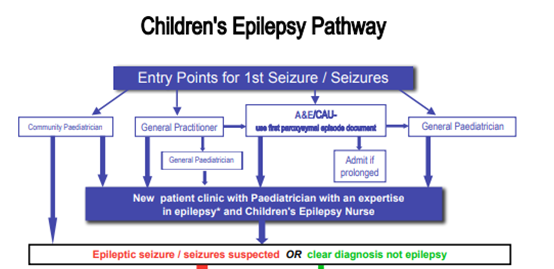 Children's Epilepsy Pathway
Entry Points for 1st Seizure / Seizures
Community Paediatrician
General Practitioner
A&E/CAU-
use first paroxysymal episode document
General Paediatrician
General Paediatrician
Admit if
prolonged
New patient clinic with Paediatrician with an expertise
in epilepsy* and Children's Epilepsy Nurse
Epileptic seizure / seizures suspected OR clear diagnosis not epilepsy